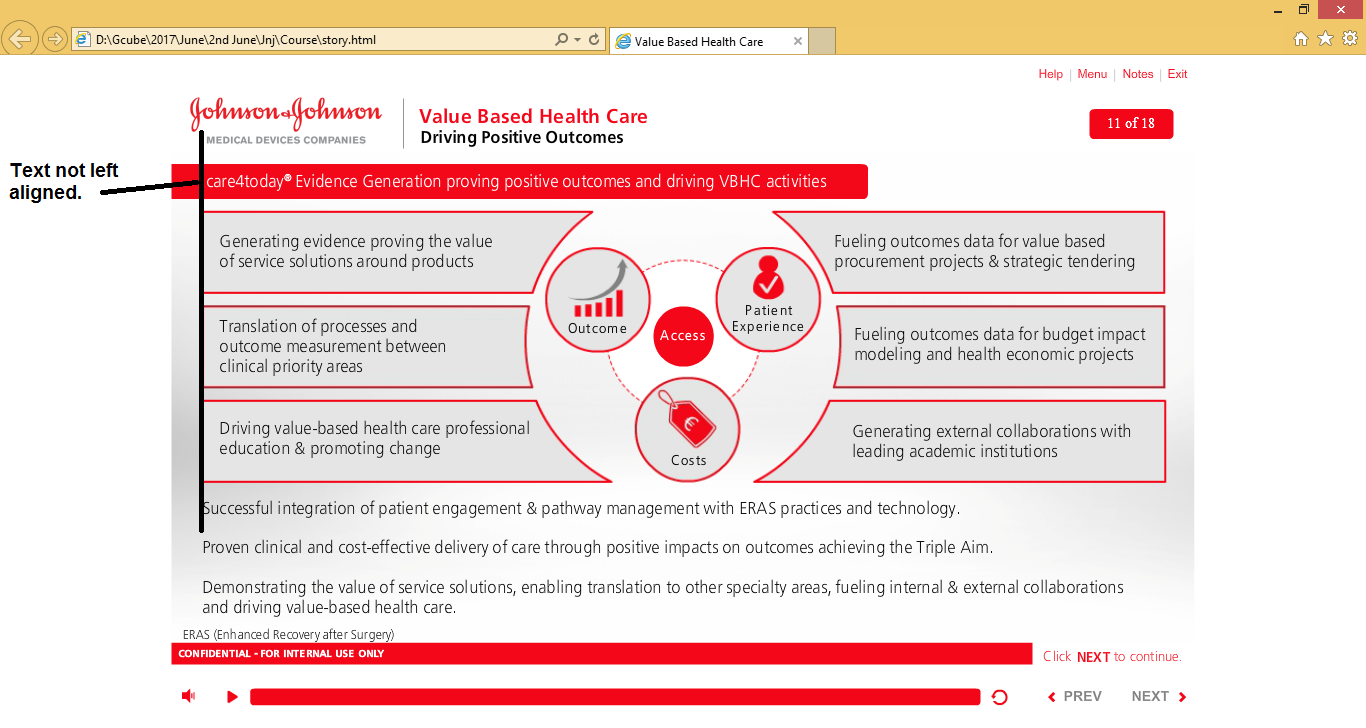 D:\Gcube\2017\June\2nd June\Jnj\Course\story.html
Value Based Health Care
Help | Menu | Notes | Exit
Johnson & Johnson
MEDICAL DEVICES COMPANIES
Value Based Health Care
Driving Positive Outcomes
11 of 18
Text not left
aligned.
care4today® Evidence Generation proving positive outcomes and driving VBHC activities
Generating evidence proving the value
of service solutions around products
Translation of processes and
outcome measurement between
clinical priority areas
Driving value-based health care professional
education & promoting change
Outcome
Patient
Experience
Access
€
Costs
Fueling outcomes data for value based
procurement projects & strategic tendering
Fueling outcomes data for budget impact
modeling and health economic projects
Generating external collaborations with
leading academic institutions
Successful integration of patient engagement & pathway management with ERAS practices and technology.
Proven clinical and cost-effective delivery of care through positive impacts on outcomes achieving the Triple Aim.
Demonstrating the value of service solutions, enabling translation to other specialty areas, fueling internal & external collaborations
and driving value-based health care.
ERAS (Enhanced Recovery after Surgery)
CONFIDENTIAL - FOR INTERNAL USE ONLY
Click NEXT to continue.
PREV
NEXT